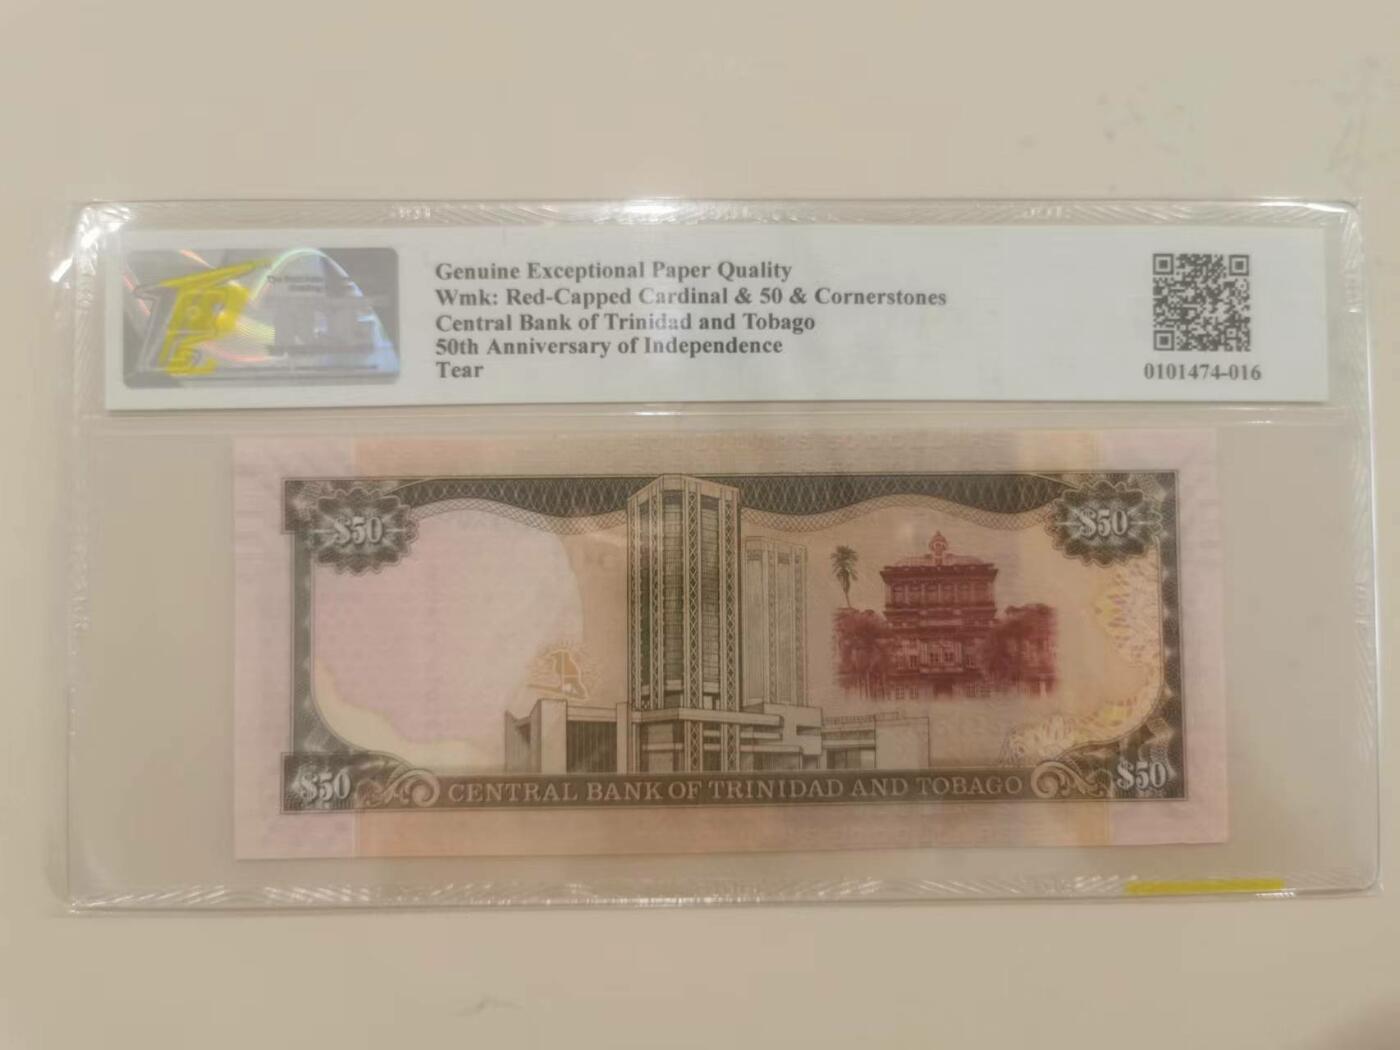 Genuine Exceptional Paper Quality
Wmk: Red-Capped Cardinal & 50 & Cornerstones
Central Bank of Trinidad and Tobago
50th Anniversary of Independence
Tear
0101474-016
$50
$50
$50
CENTRAL BANK OF TRINIDAD AND TOBAGO
$50